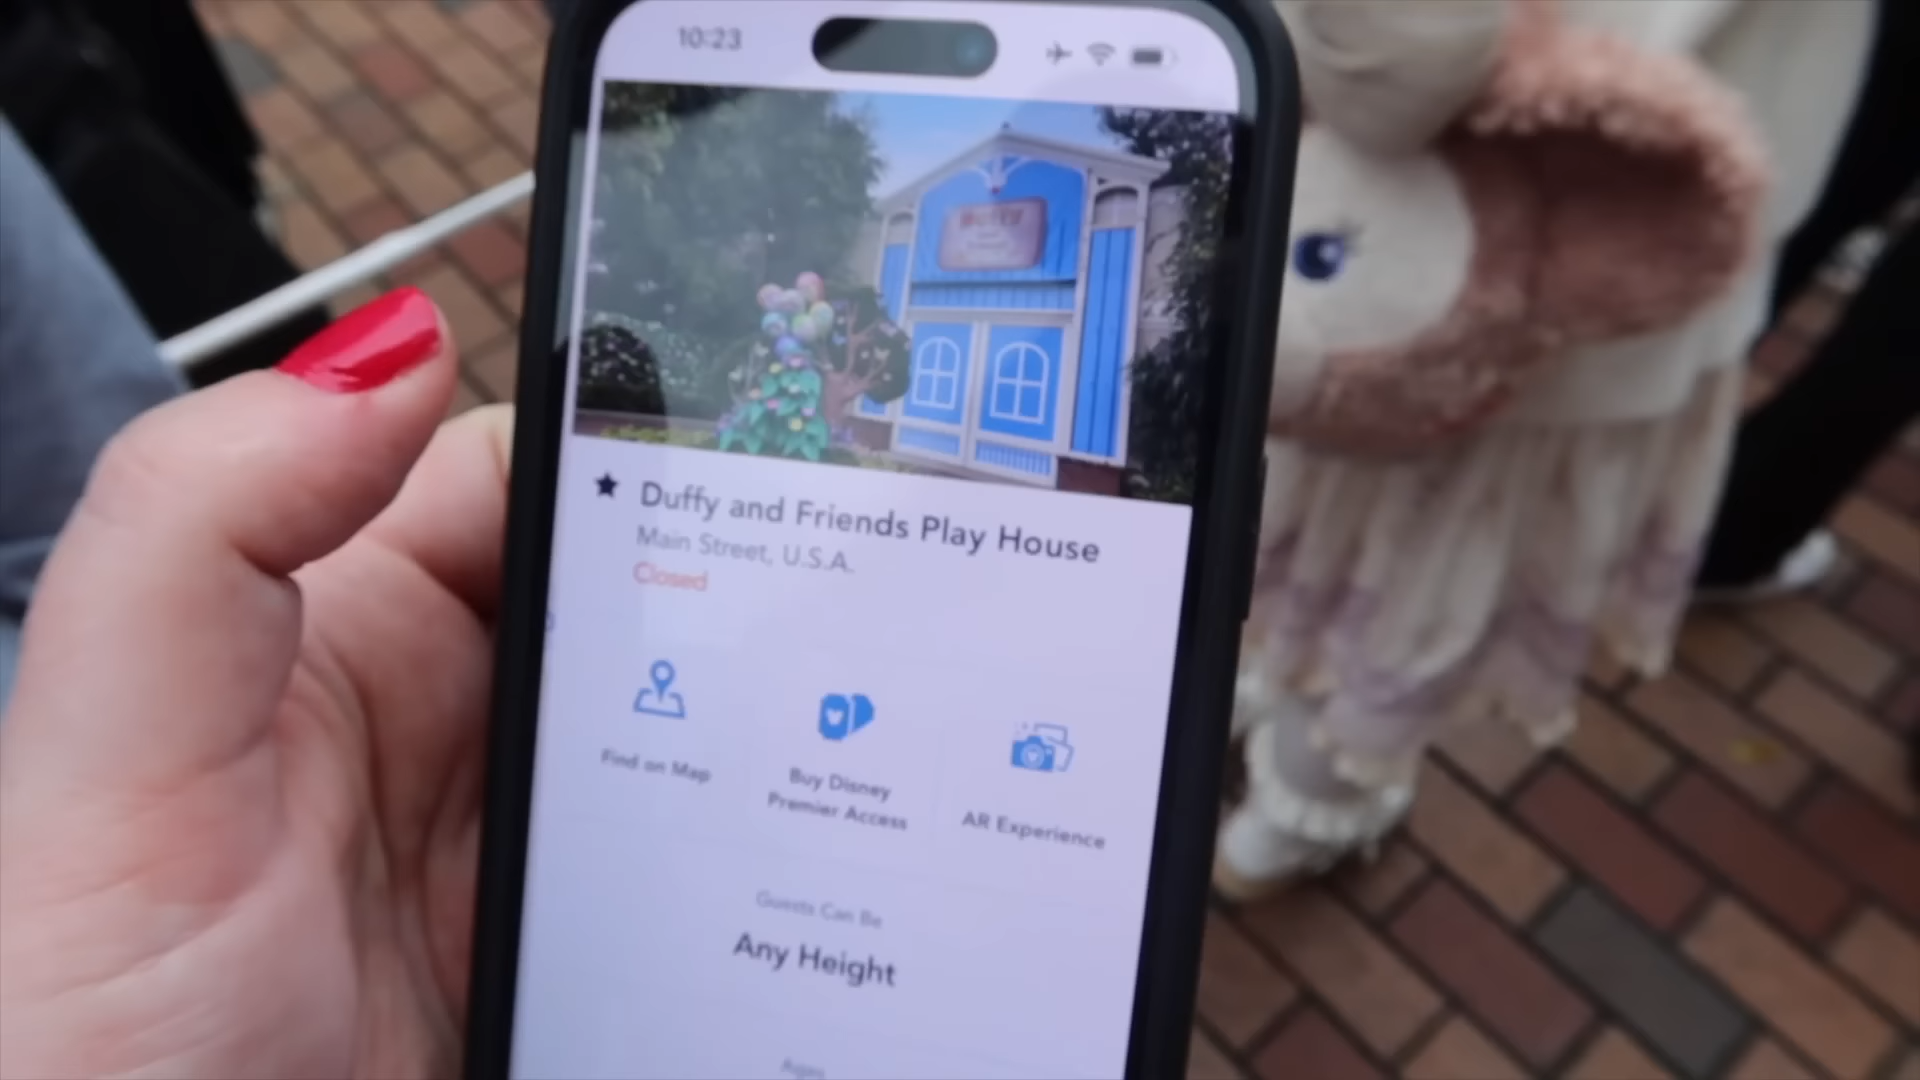 10:23
Duffy and Friends Play House
Main Street, U.S.A.
Closed
Find on Map
Buy Disney
Premier Access
AR Experience
Guests Can Be
Any Height
Ages